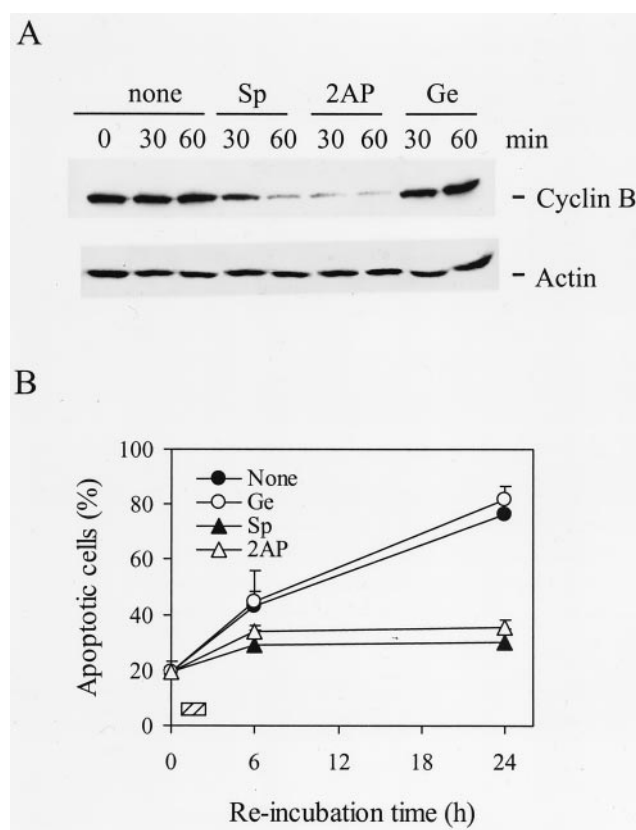 A
none Sp 2AP Ge
0 30 60 30 60 30 60 30 60 min
- Cyclin B
- Actin
B
100
80
60
40
20
0
Apoptotic cells (%)
None
Ge
Sp
2AP
0 6 12 18 24
Re-incubation time (h)